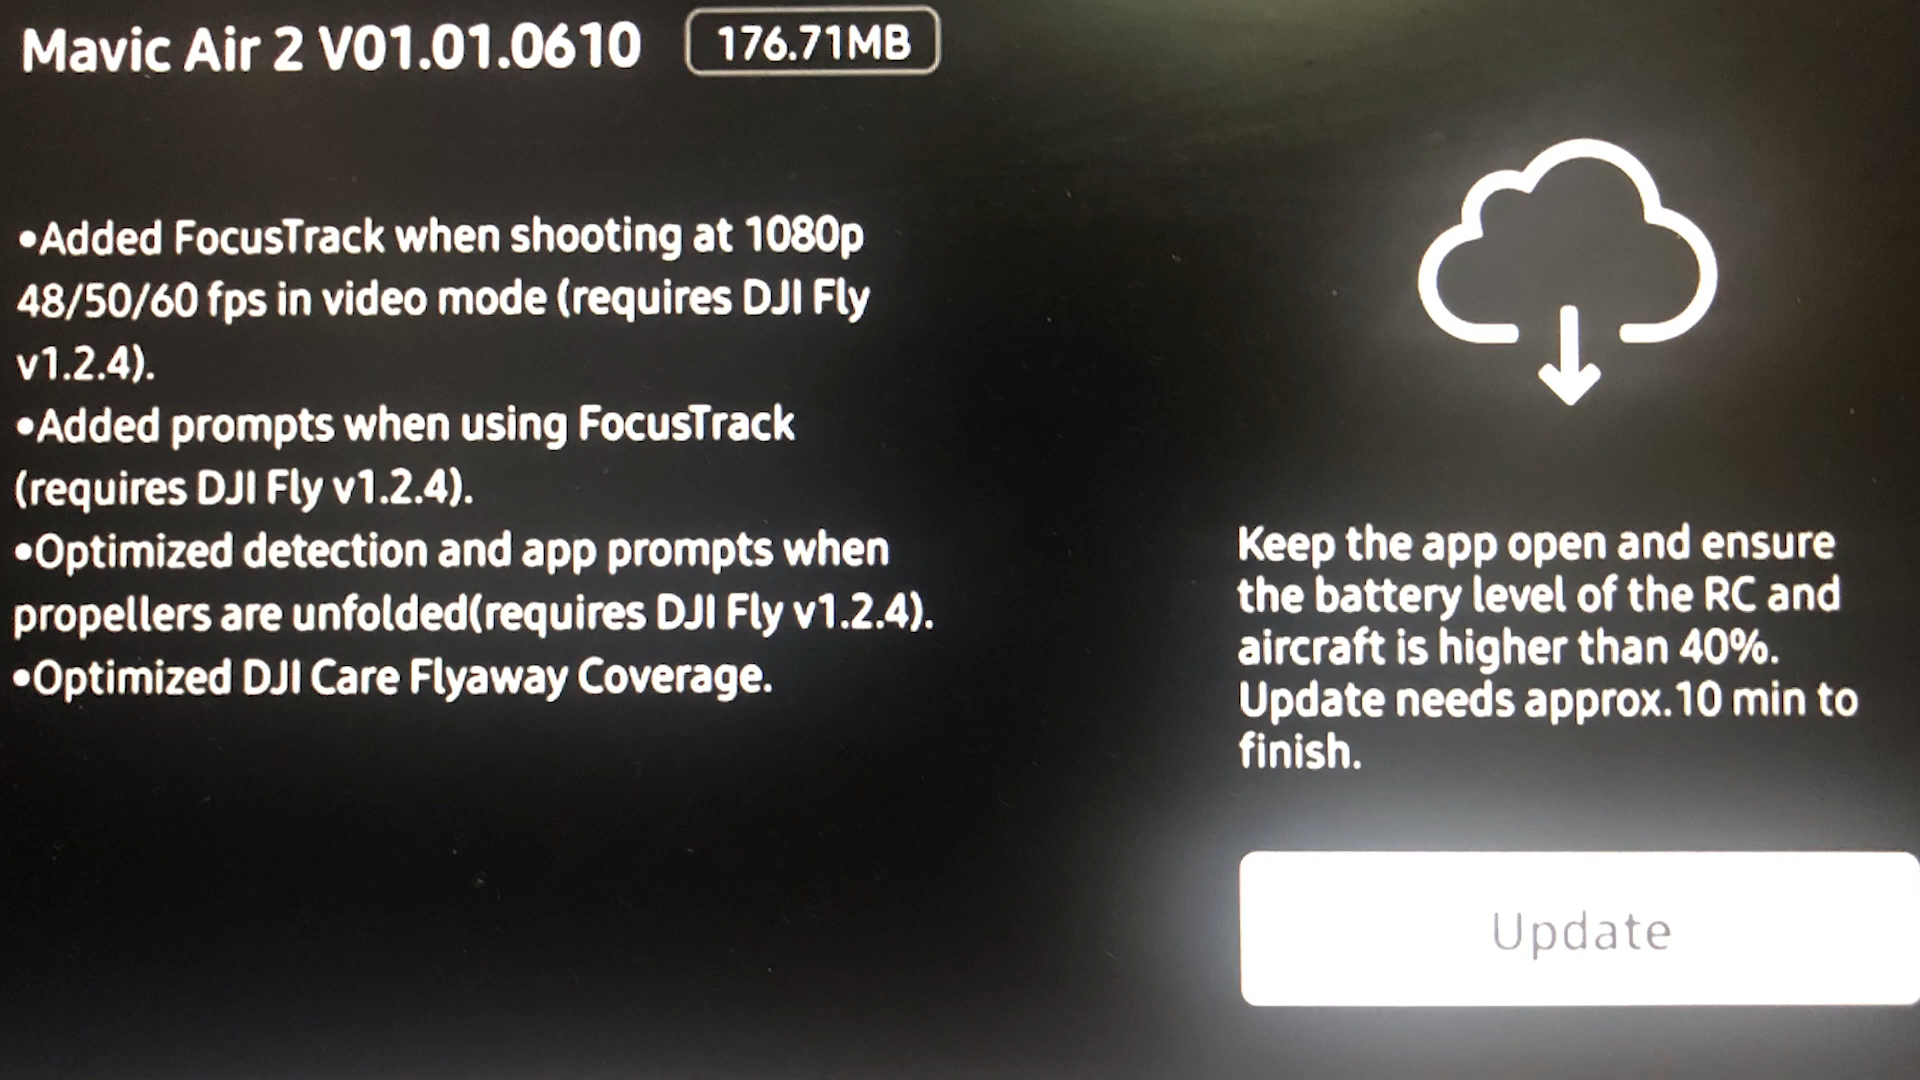 Mavic Air 2 V01.01.0610 176.71MB
•Added FocusTrack when shooting at 1080p
48/50/60 fps in video mode (requires DJI Fly
v1.2.4).
•Added prompts when using FocusTrack
(requires DJI Fly v1.2.4).
•Optimized detection and app prompts when
propellers are unfolded(requires DJI Fly v1.2.4).
•Optimized DJI Care Flyaway Coverage.
Keep the app open and ensure
the battery level of the RC and
aircraft is higher than 40%.
Update needs approx.10 min to
finish.
Update